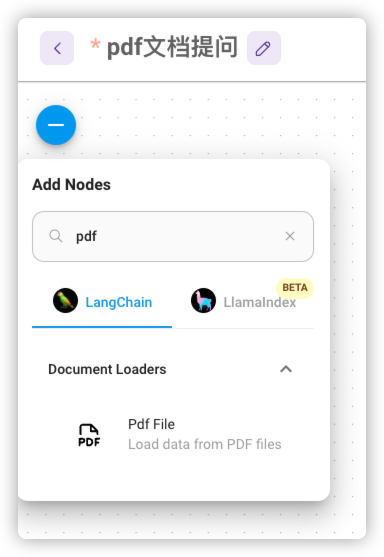 * pdf文档提问
Add Nodes
pdf
BETA
LangChain
LlamaIndex
Document Loaders
PDF
Pdf File
Load data from PDF files